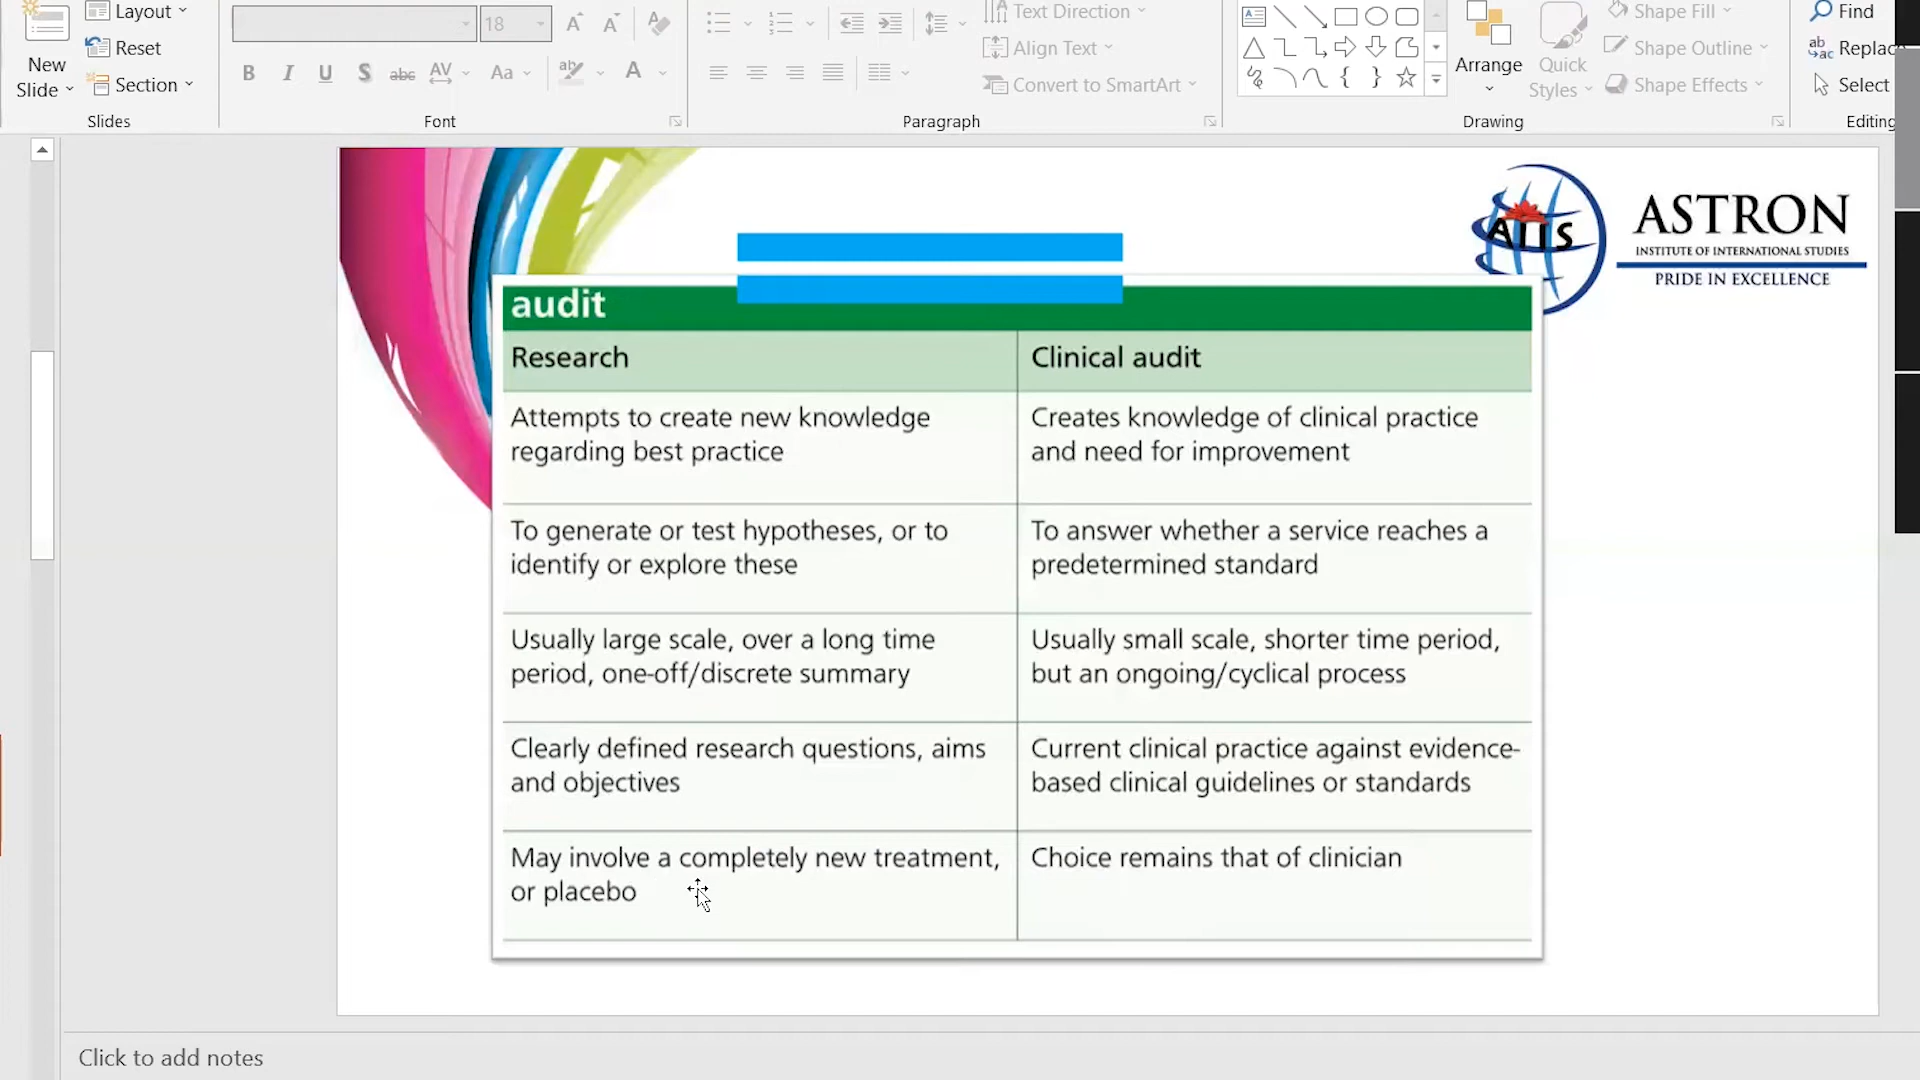 Layout
Reset
New
Slide
Section
Slides
18
B I U S abc AV Aa A
Font
Text Direction
Align Text
Convert to SmartArt
Paragraph
Arrange
Quick
Styles
Shape Fill
Shape Outline
Shape Effects
Drawing
Find
Replac
Select
Editing
AIIS
ASTRON
INSTITUTE OF INTERNATIONAL STUDIES
PRIDE IN EXCELLENCE
audit
Research
Clinical audit
Attempts to create new knowledge
regarding best practice
Creates knowledge of clinical practice
and need for improvement
To generate or test hypotheses, or to
identify or explore these
To answer whether a service reaches a
predetermined standard
Usually large scale, over a long time
period, one-off/discrete summary
Usually small scale, shorter time period,
but an ongoing/cyclical process
Clearly defined research questions, aims
and objectives
Current clinical practice against evidence-
based clinical guidelines or standards
May involve a completely new treatment,
or placebo
Choice remains that of clinician
Click to add notes